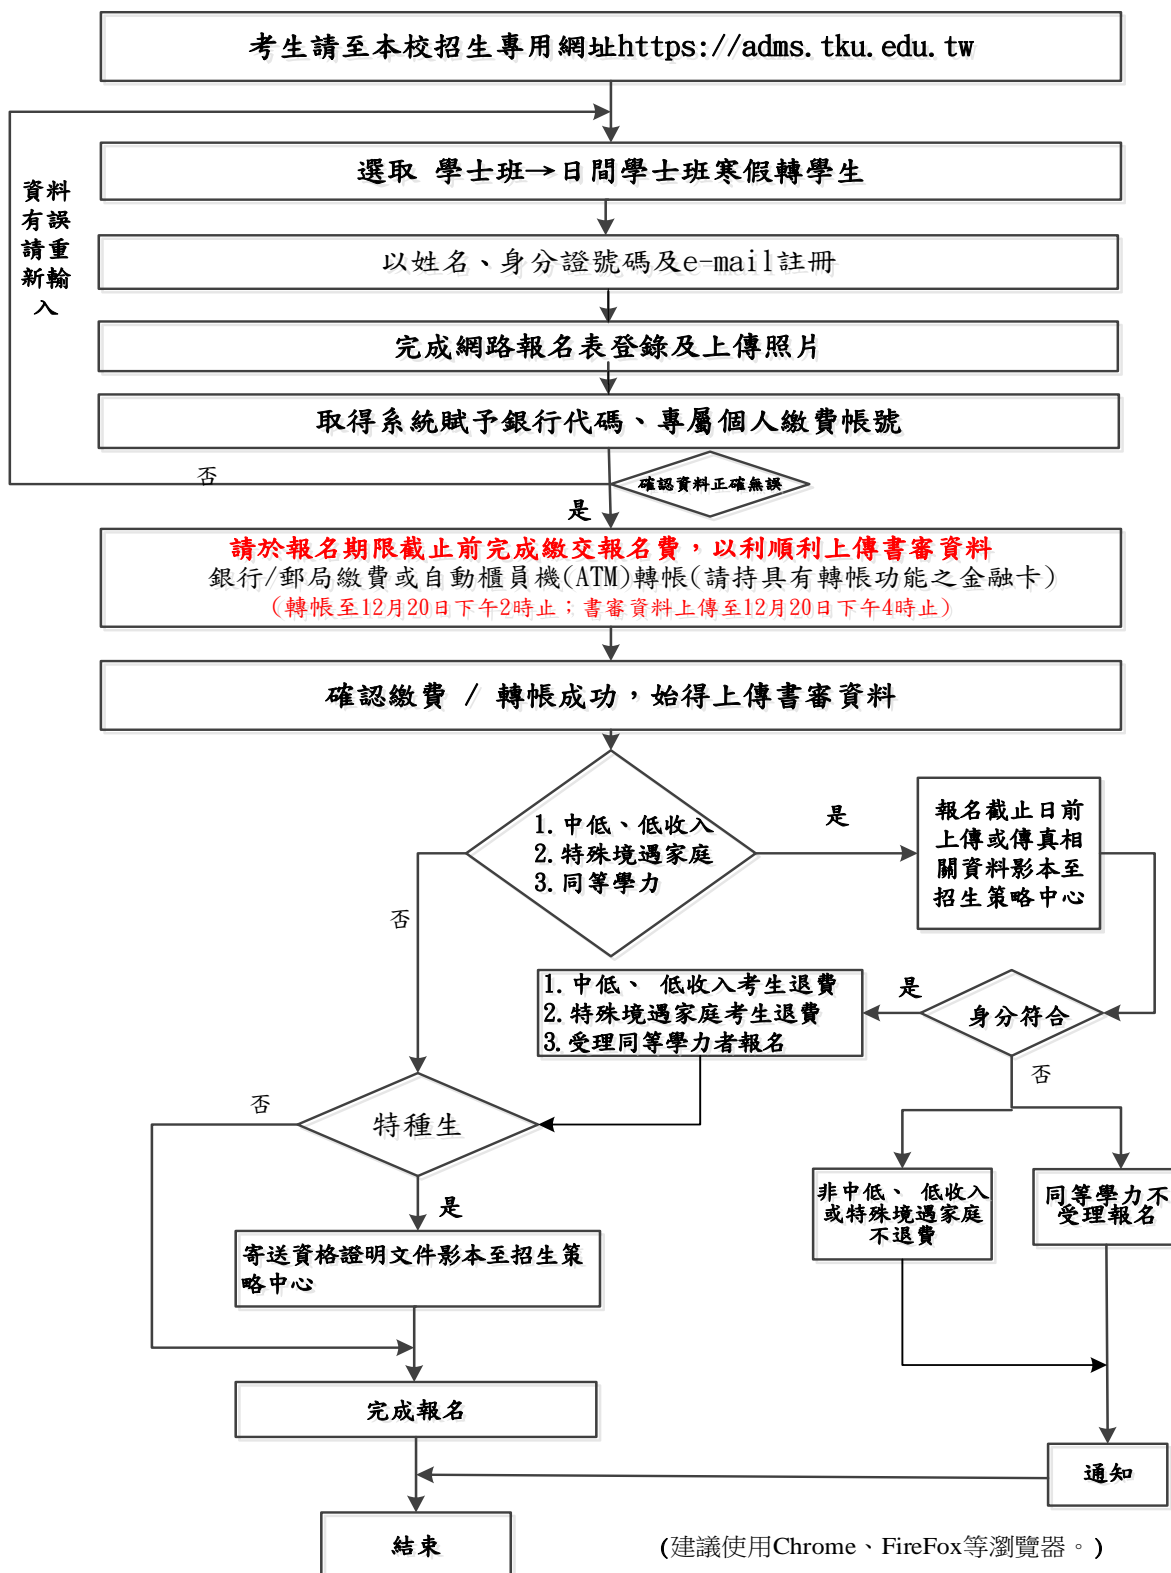 考生請至本校招生專用網址https://adms.tku.edu.tw
選取 學士班→日間學士班寒假轉學生
資料
有誤
請重
新輸
入
以姓名、身分證號碼及e-mail註冊
完成網路報名表登錄及上傳照片
取得系統賦予銀行代碼、專屬個人繳費帳號
否
確認資料正確無誤
是
請於報名期限截止前完成繳交報名費，以利順利上傳書審資料
銀行/郵局繳費或自動櫃員機(ATM)轉帳(請持具有轉帳功能之金融卡)
(轉帳至12月20日下午2時止；書審資料上傳至12月20日下午4時止)
確認繳費 / 轉帳成功，始得上傳書審資料
1.中低、低收入
2.特殊境遇家庭
3.同等學力
是
報名截止日前
上傳或傳真相
關資料影本至
招生策略中心
否
1.中低、 低收入考生退費
2.特殊境遇家庭考生退費
3.受理同等學力者報名
是
身分符合
否
否
特種生
是
非中低、 低收入
或特殊境遇家庭
不退費
同等學力不
受理報名
寄送資格證明文件影本至招生策
略中心
完成報名
通知
結束
(建議使用Chrome、FireFox等瀏覽器。)